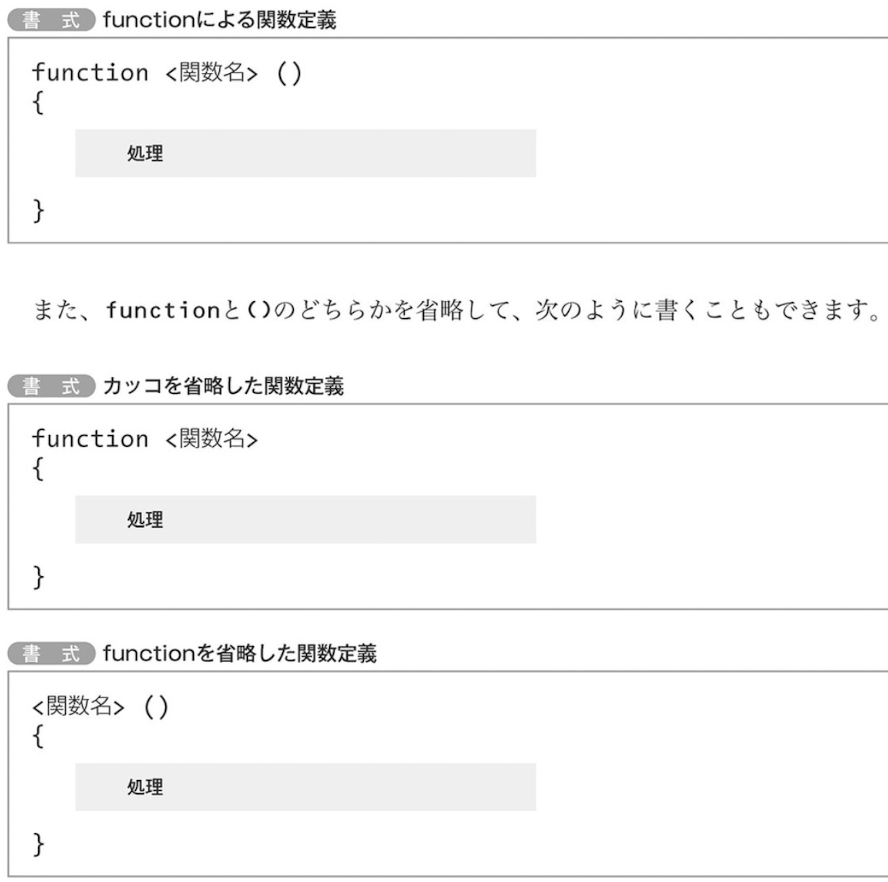 書 式 functionによる関数定義
function <関数名> ()
{
処理
}
また、functionと()のどちらかを省略して、次のように書くこともできます。
書 式 カッコを省略した関数定義
function <関数名>
{
処理
}
書 式 functionを省略した関数定義
<関数名> ()
{
処理
}